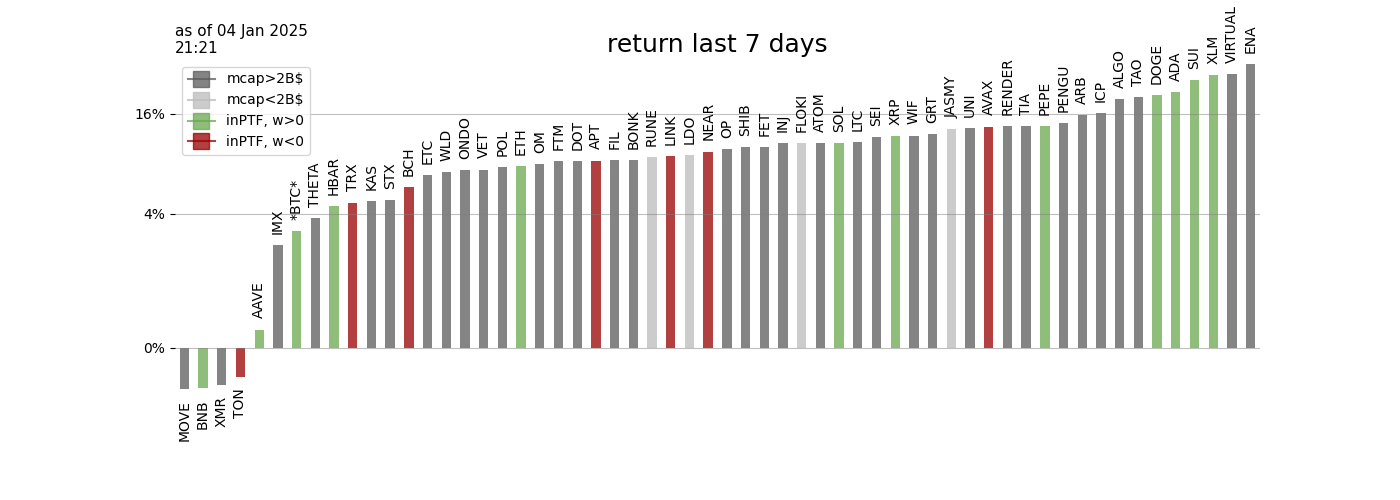 as of 04 Jan 2025
21:21
return last 7 days
mcap>2B$
mcap<2B$
inPTF, w>0
inPTF, w<0
16%
4%
0%
MOVE
BNB
XMR
TON
AAVE
IMX
*BTC*
THETA
HBAR
TRX
KAS
STX
BCH
ETC
WLD
ONDO
VET
POL
ETH
OM
FTM
DOT
APT
FIL
BONK
RUNE
LINK
LDO
NEAR
OP
SHIB
FET
INJ
FLOKI
ATOM
SOL
LTC
SEI
XRP
WIF
GRT
JASMY
UNI
AVAX
RENDER
TIA
PEPE
PENGU
ARB
ICP
ALGO
TAO
DOGE
ADA
SUI
XLM
VIRTUAL
ENA